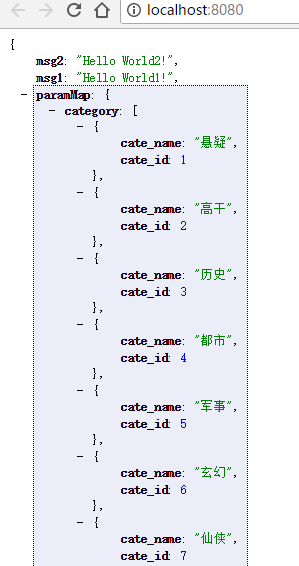 localhost:8080
{
msg2: "Hello World2!",
msg1: "Hello World1!",
- paramMap: {
- category: [
- {
cate_name: "悬疑",
cate_id: 1
},
- {
cate_name: "高干",
cate_id: 2
},
- {
cate_name: "历史",
cate_id: 3
},
- {
cate_name: "都市",
cate_id: 4
},
- {
cate_name: "军事",
cate_id: 5
},
- {
cate_name: "玄幻",
cate_id: 6
},
- {
cate_name: "仙侠",
cate_id: 7